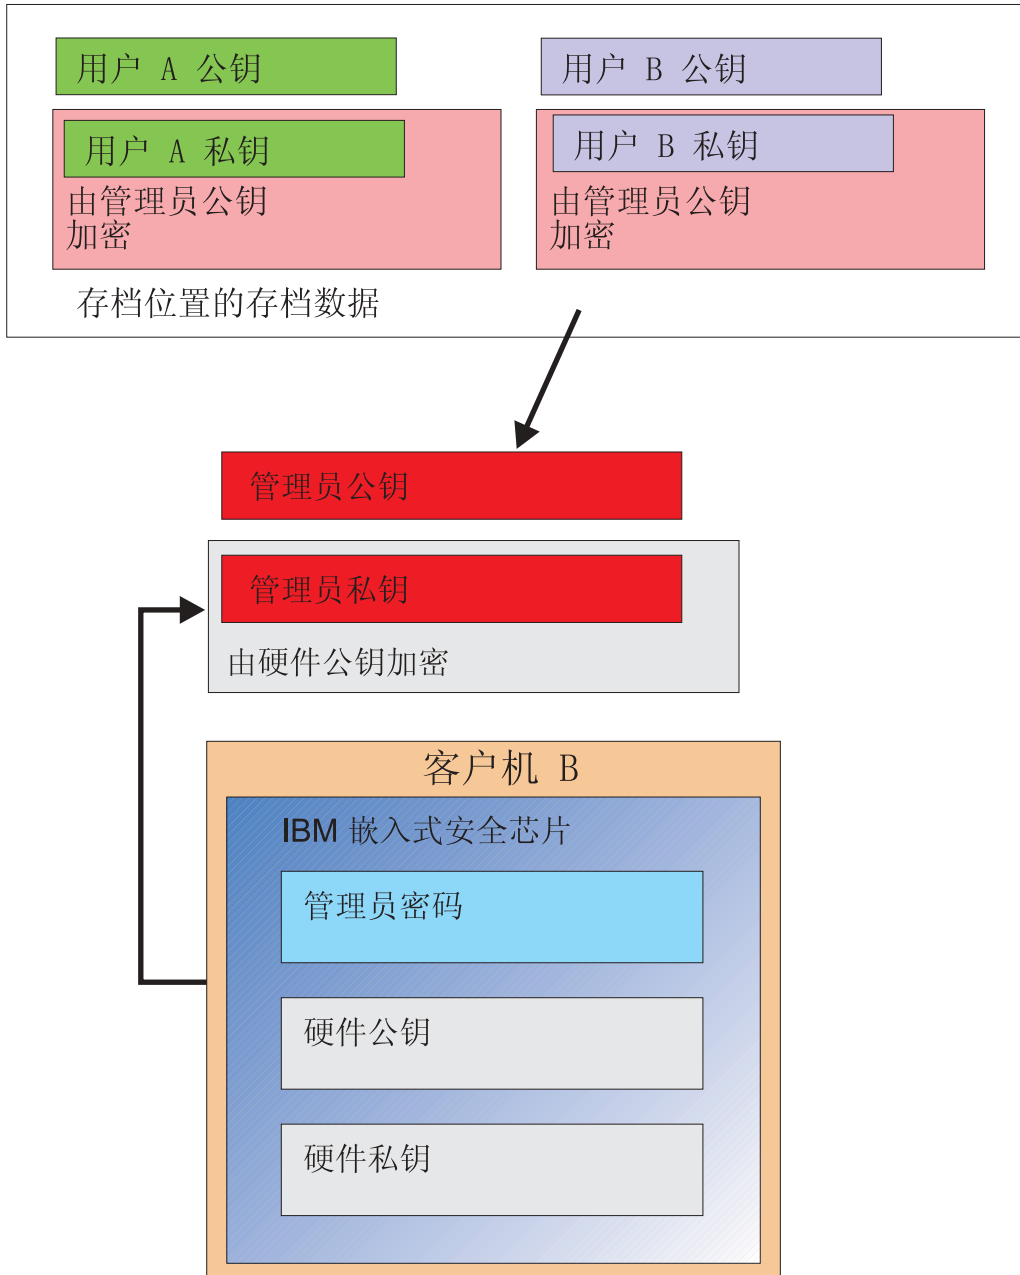 用户 A 公钥
用户 B 公钥
用户 A 私钥
由管理员公钥
加密
用户 B 私钥
由管理员公钥
加密
存档位置的存档数据
管理员公钥
管理员私钥
由硬件公钥加密
客户机 B
IBM 嵌入式安全芯片
管理员密码
硬件公钥
硬件私钥